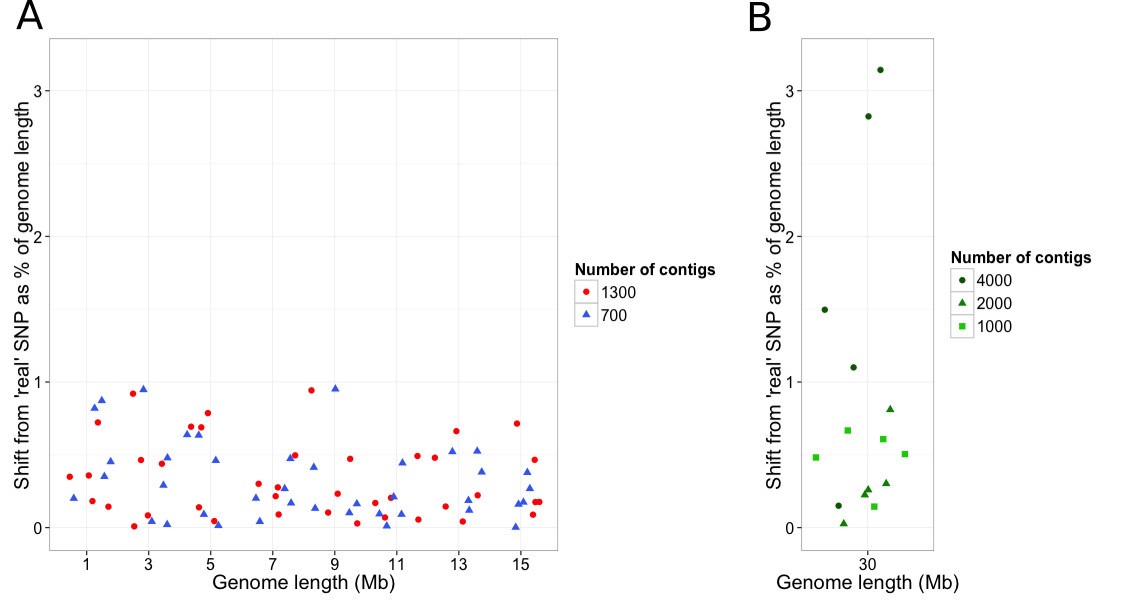 A
Shift from 'real' SNP as % of genome length
3
2
1
0
1 3 5 7 9 11 13 15
Genome length (Mb)
Number of contigs
1300
700
B
Shift from 'real' SNP as % of genome length
3
2
1
0
30
Genome length (Mb)
Number of contigs
4000
2000
1000